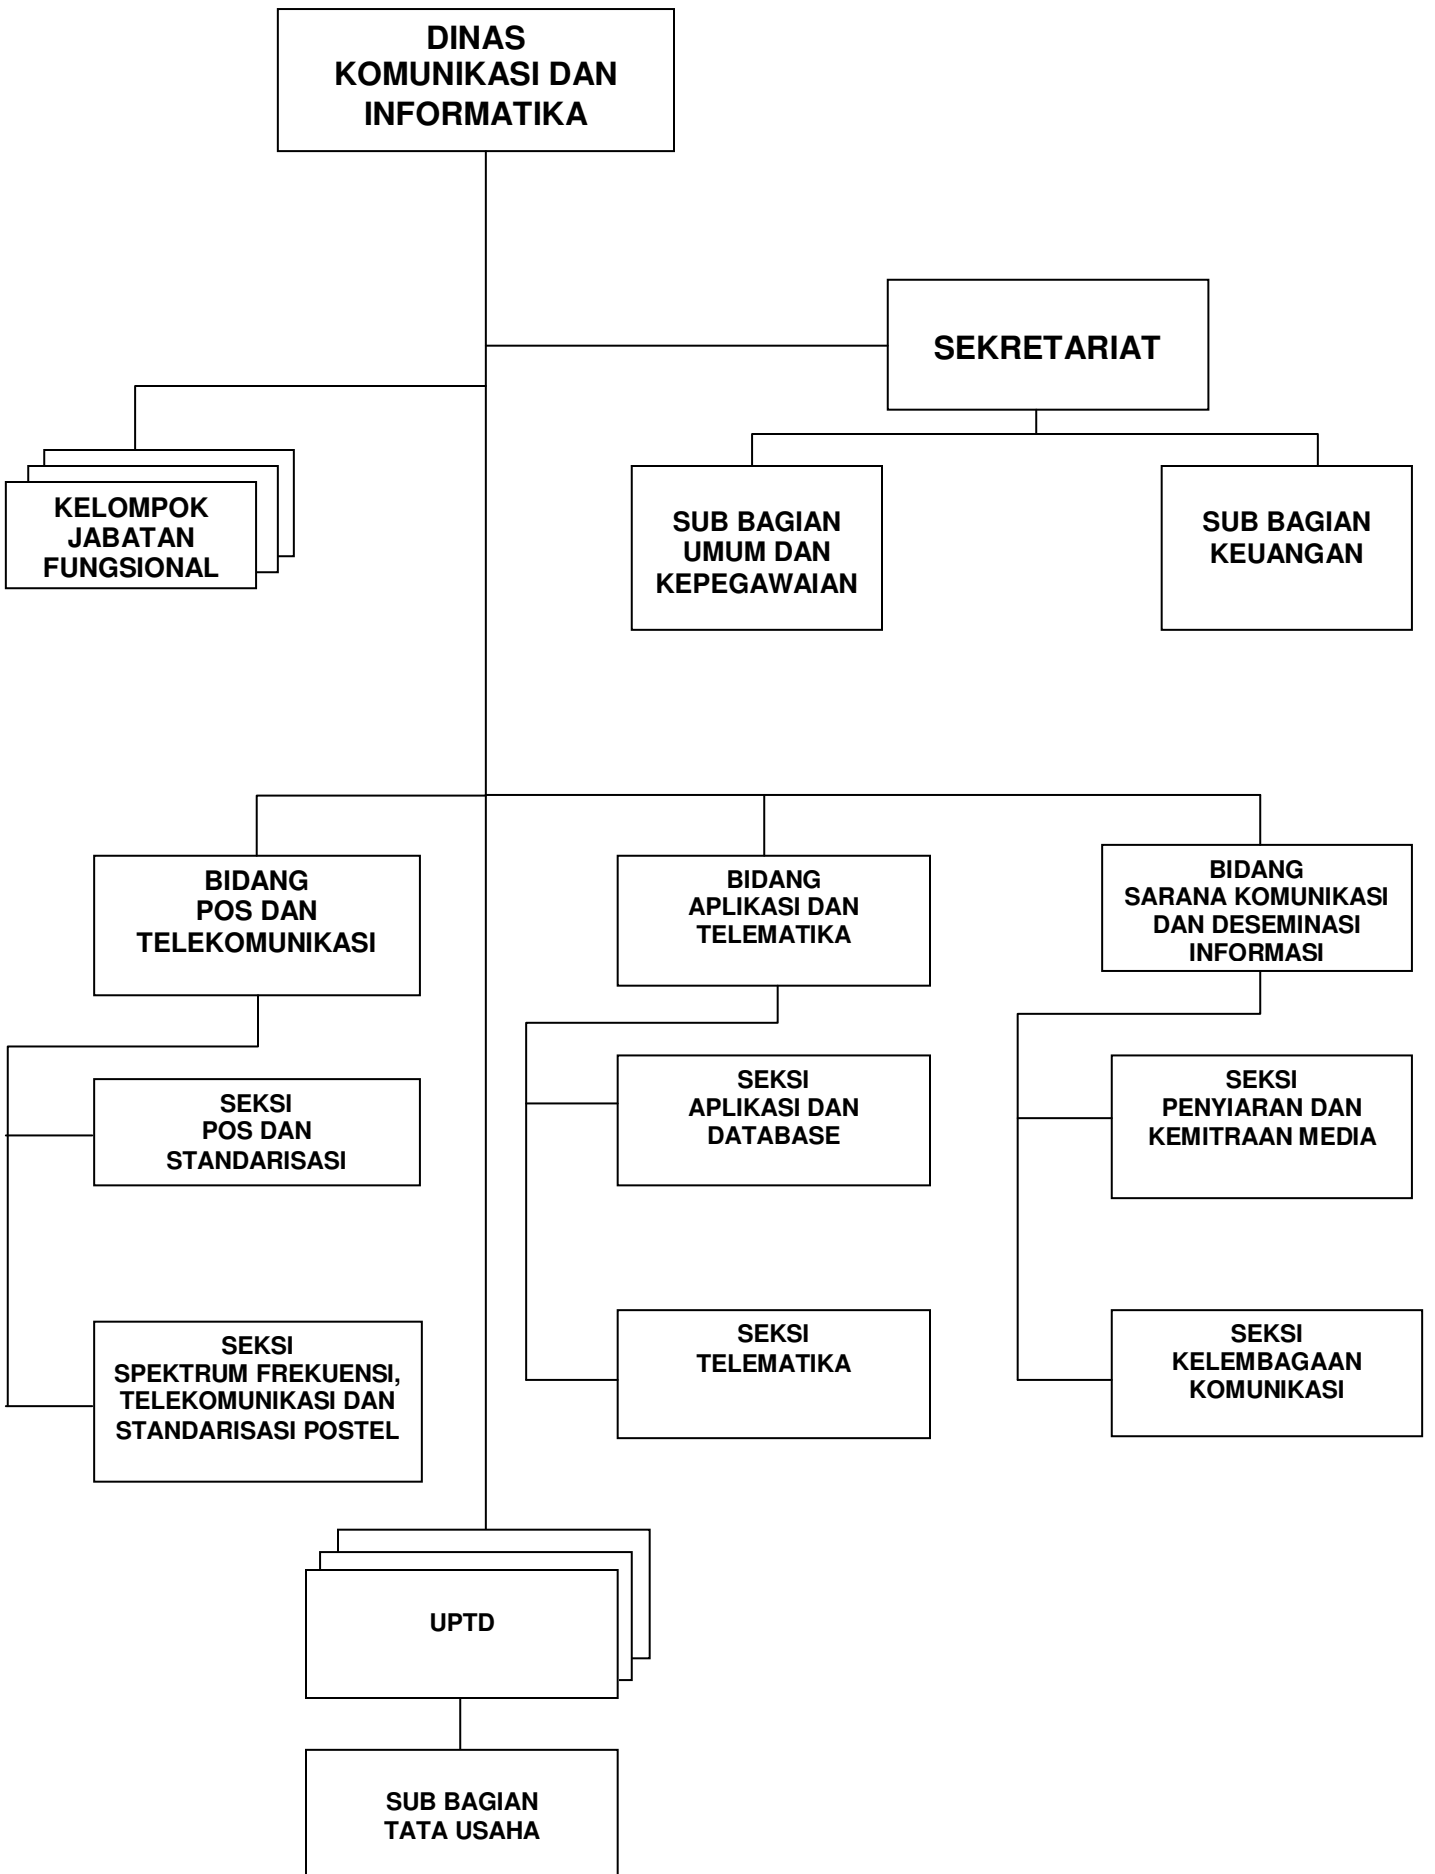 DINAS
KOMUNIKASI DAN
INFORMATIKA
SEKRETARIAT
KELOMPOK
JABATAN
FUNGSIONAL
SUB BAGIAN
UMUM DAN
KEPEGAWAIAN
SUB BAGIAN
KEUANGAN
BIDANG
POS DAN
TELEKOMUNIKASI
BIDANG
APLIKASI DAN
TELEMATIKA
BIDANG
SARANA KOMUNIKASI
DAN DESEMINASI
INFORMASI
SEKSI
POS DAN
STANDARISASI
SEKSI
APLIKASI DAN
DATABASE
SEKSI
PENYIARAN DAN
KEMITRAAN MEDIA
SEKSI
SPEKTRUM FREKUENSI,
TELEKOMUNIKASI DAN
STANDARISASI POSTEL
SEKSI
TELEMATIKA
SEKSI
KELEMBAGAAN
KOMUNIKASI
UPTD
SUB BAGIAN
TATA USAHA